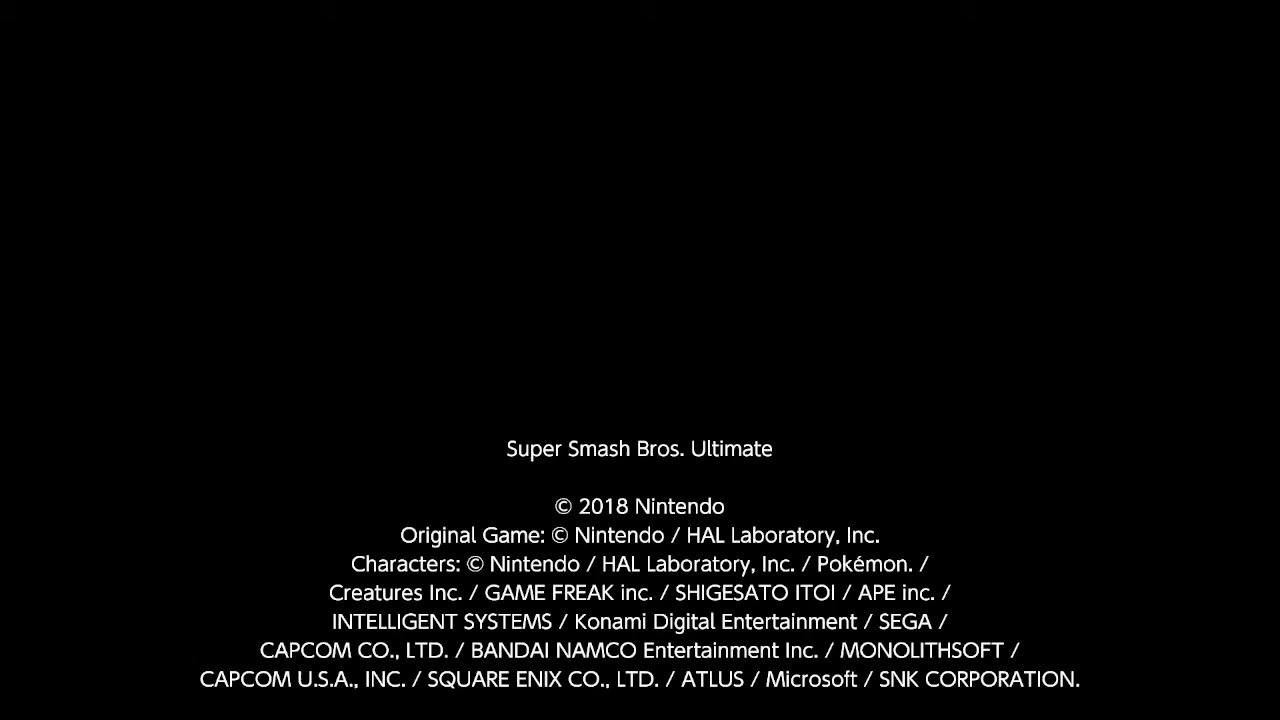 Super Smash Bros. Ultimate
© 2018 Nintendo
Original Game: © Nintendo / HAL Laboratory, Inc.
Characters: © Nintendo / HAL Laboratory, Inc. / Pokémon. /
Creatures Inc. / GAME FREAK inc. / SHIGESATO ITOI / APE inc. /
INTELLIGENT SYSTEMS / Konami Digital Entertainment / SEGA /
CAPCOM CO., LTD. / BANDAI NAMCO Entertainment Inc. / MONOLITHSOFT /
CAPCOM U.S.A., INC. / SQUARE ENIX CO., LTD. / ATLUS / Microsoft / SNK CORPORATION.